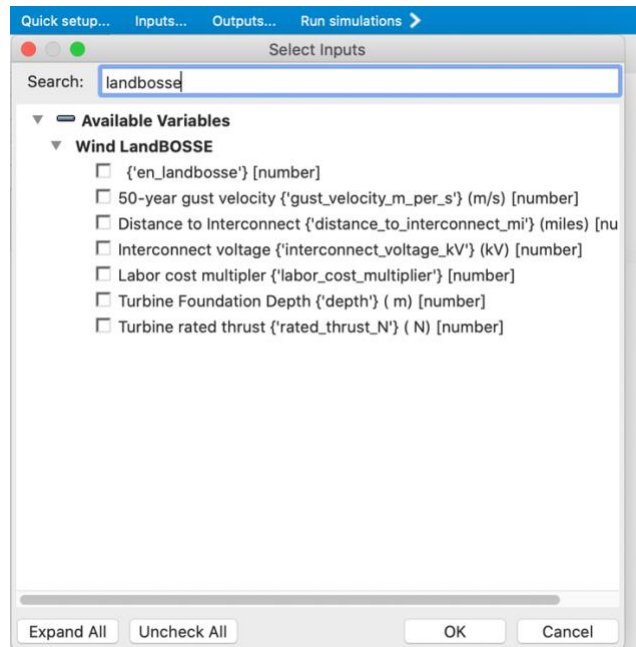 Quick setup... Inputs... Outputs... Run simulations
Select Inputs
Search: landbosse
Available Variables
Wind LandBOSSE
{'en_landbosse'} [number]
50-year gust velocity {'gust_velocity_m_per_s'} (m/s) [number]
Distance to Interconnect {'distance_to_interconnect_mi'} (miles) [nu
Interconnect voltage {'interconnect_voltage_kV'} (kV) [number]
Labor cost multipler {'labor_cost_multiplier'} [number]
Turbine Foundation Depth {'depth'} ( m) [number]
Turbine rated thrust {'rated_thrust_N'} ( N) [number]
Expand All Uncheck All OK Cancel